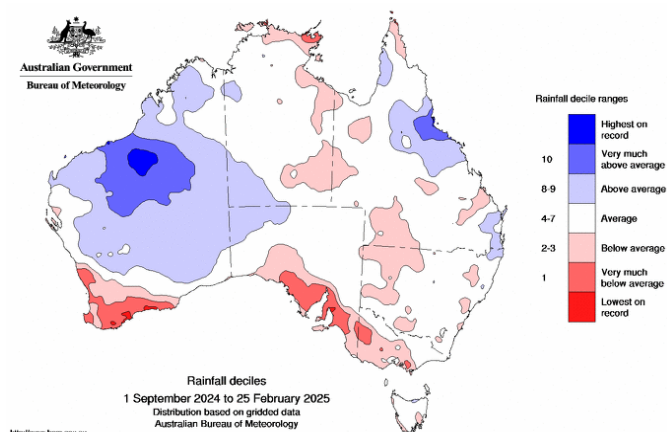 Australian Government
Bureau of Meteorology
Rainfall decile ranges
Highest on
record
10
Very much
above average
8-9
Above average
4-7
Average
2-3
Below average
1
Very much
below average
Lowest on
record
Rainfall deciles
1 September 2024 to 25 February 2025
Distribution based on gridded data
Australian Bureau of Meteorology